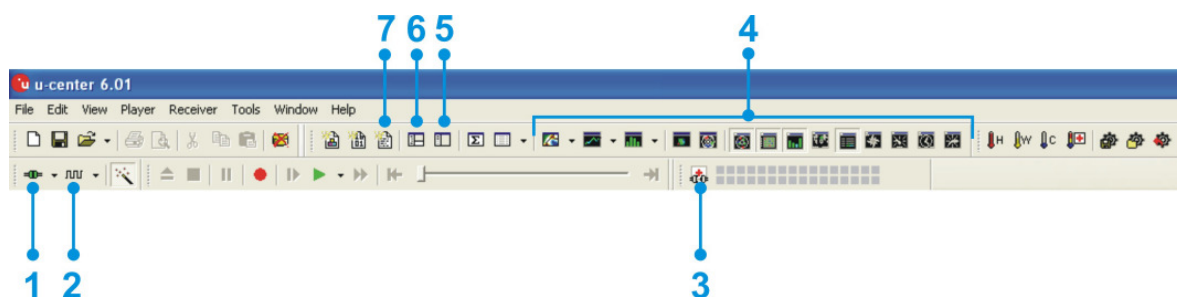 7 6 5 4
u u-center 6.01
File Edit View Player Receiver Tools Window Help
Σ H W C
1 2 3